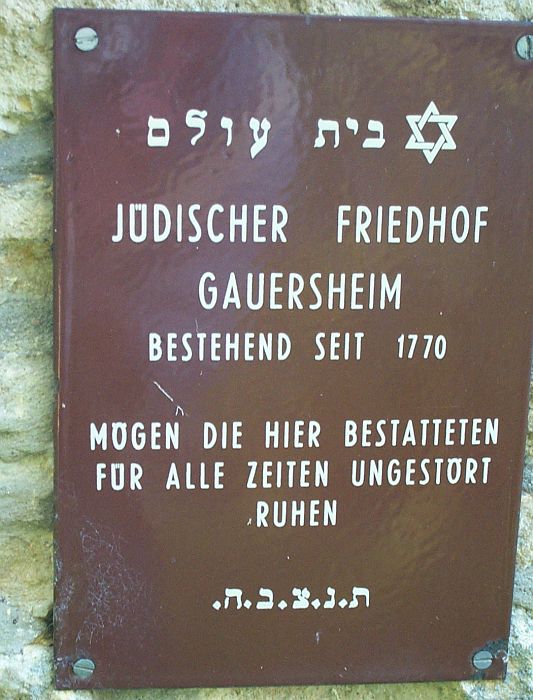 בית עולם
JÜDISCHER FRIEDHOF
GAUERSHEIM
BESTEHEND SEIT 1770
MÖGEN DIE HIER BESTATTETEN
FÜR ALLE ZEITEN UNGESTÖRT
RUHEN
ת.נ.צ.ב.ה.